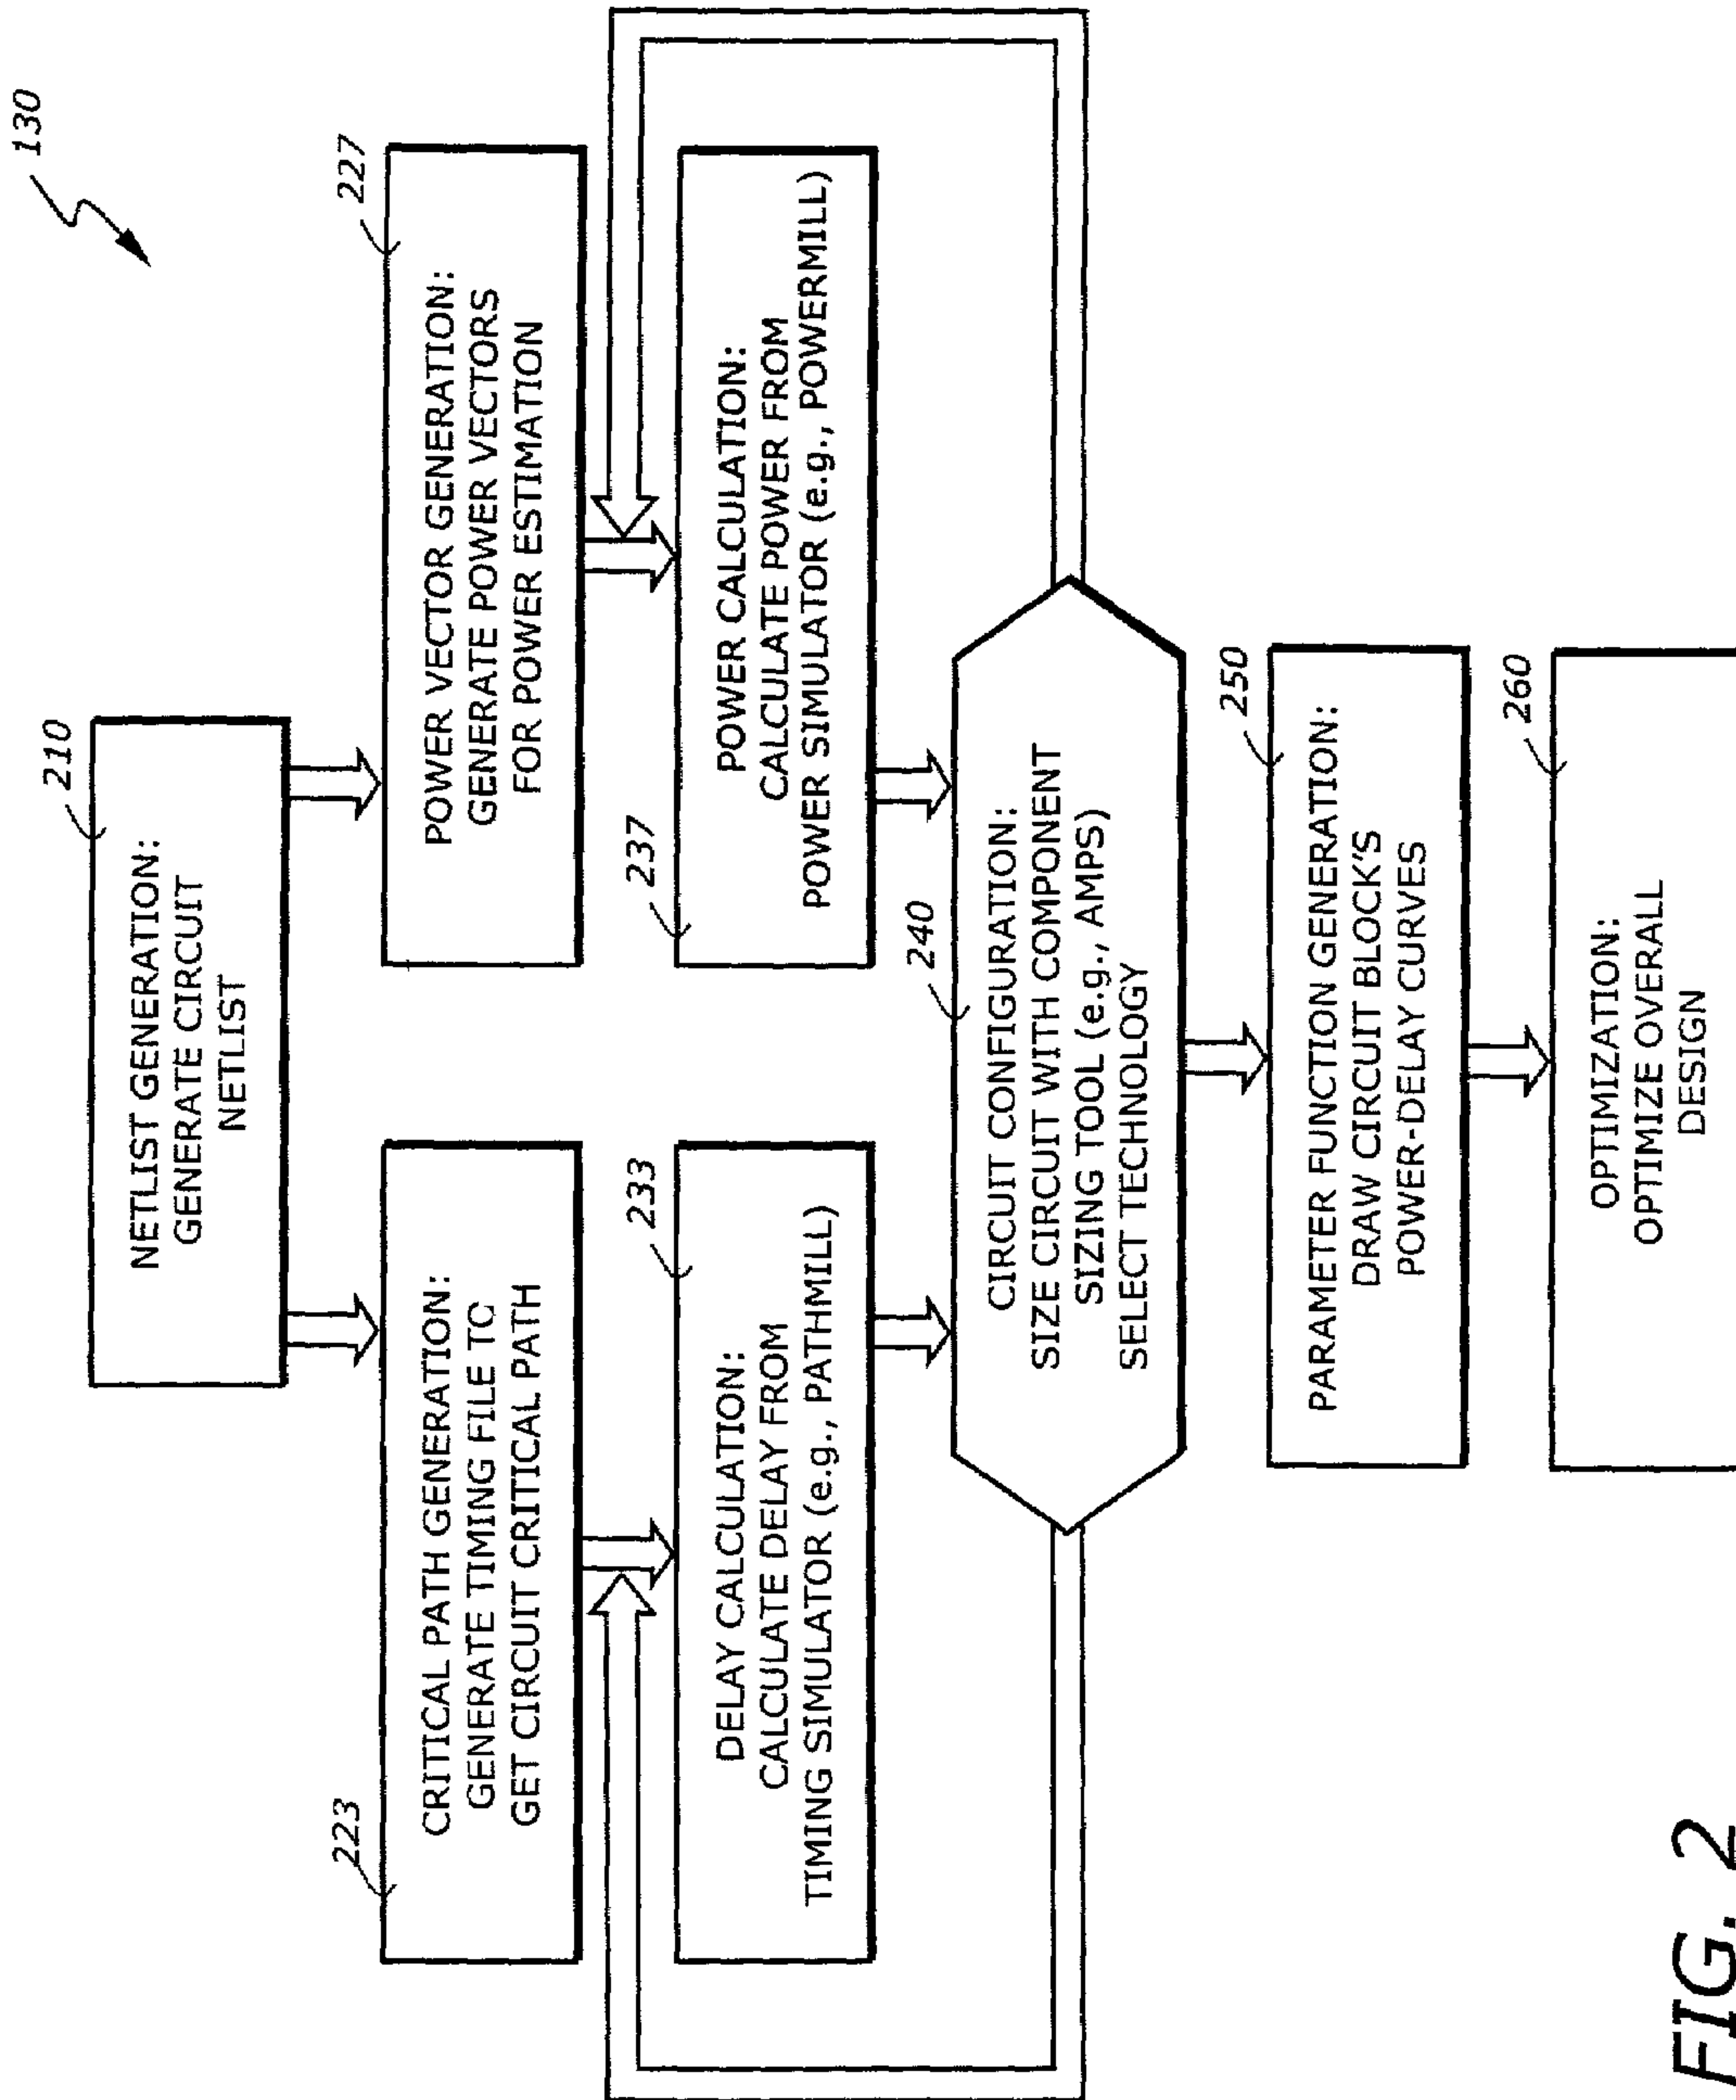 130
210
NETLIST GENERATION:
GENERATE CIRCUIT
NETLIST
223
CRITICAL PATH GENERATION:
GENERATE TIMING FILE TO
GET CIRCUIT CRITICAL PATH
227
POWER VECTOR GENERATION:
GENERATE POWER VECTORS
FOR POWER ESTIMATION
233
DELAY CALCULATION:
CALCULATE DELAY FROM
TIMING SIMULATOR (e.g., PATHMILL)
237
POWER CALCULATION:
CALCULATE POWER FROM
POWER SIMULATOR (e.g., POWERMILL)
240
CIRCUIT CONFIGURATION:
SIZE CIRCUIT WITH COMPONENT
SIZING TOOL (e.g., AMPS)
SELECT TECHNOLOGY
250
PARAMETER FUNCTION GENERATION:
DRAW CIRCUIT BLOCK'S
POWER-DELAY CURVES
260
OPTIMIZATION:
OPTIMIZE OVERALL
DESIGN
FIG. 2